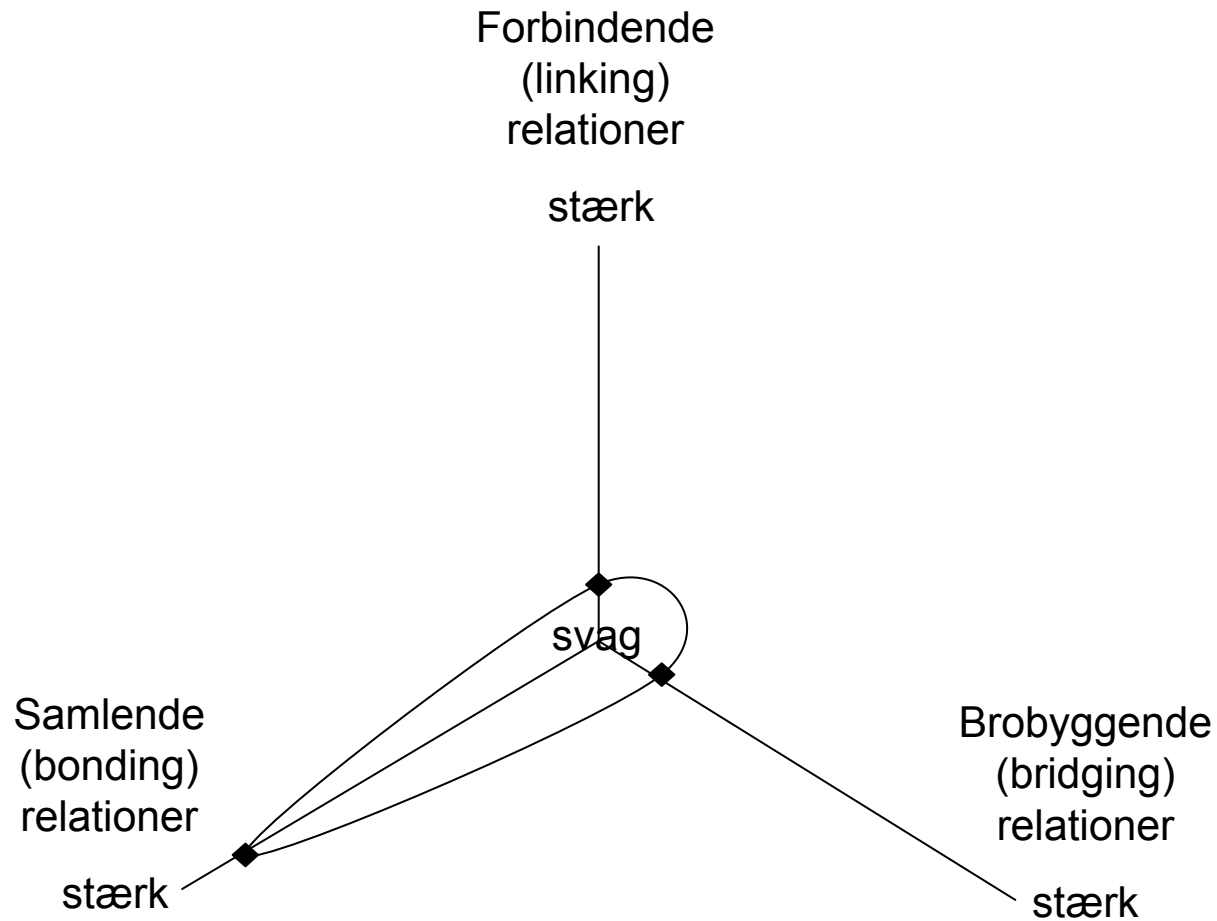 Forbindende
(linking)
relationer
stærk
svag
Samlende
(bonding)
relationer
stærk
Brobyggende
(bridging)
relationer
stærk